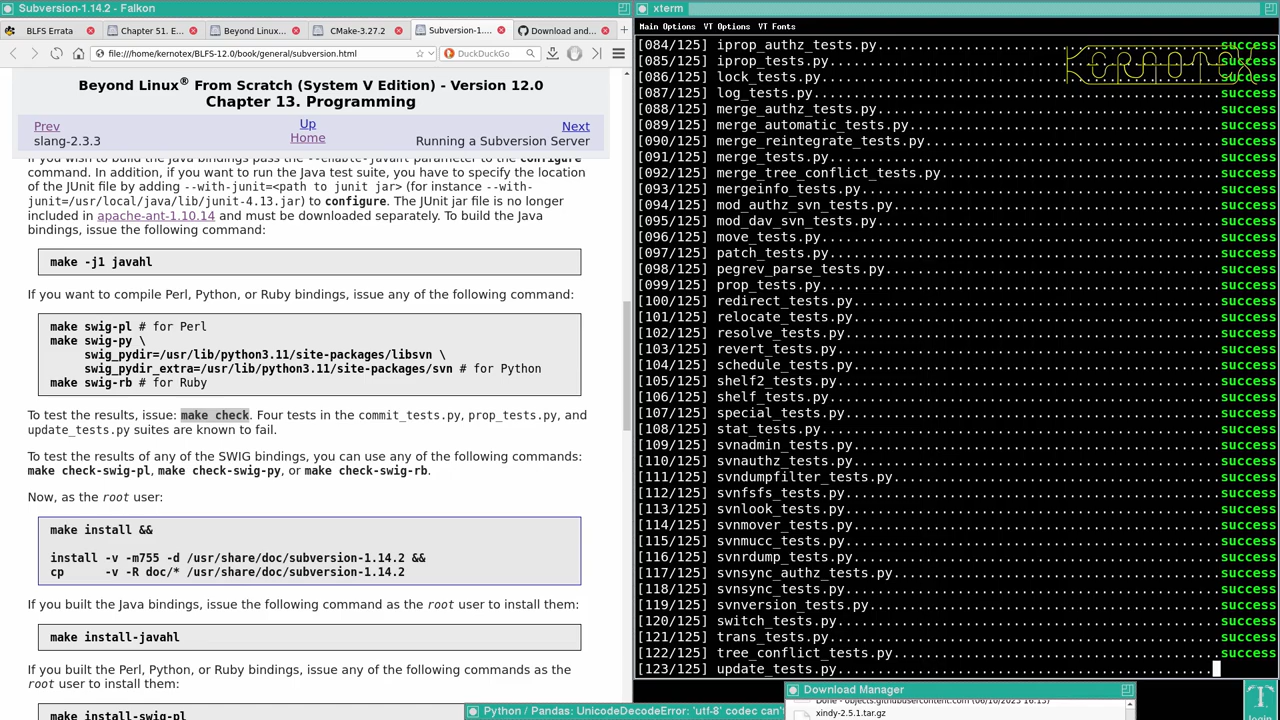 Subversion-1.14.2 - Falkon
BLFS Errata
Chapter 51. E...
Beyond Linux...
CMake-3.27.2
Subversion-1...
Download and...
file:///home/kernotex/BLFS-12.0/book/general/subversion.html
DuckDuckGo
Beyond Linux® From Scratch (System V Edition) - Version 12.0
Chapter 13. Programming
Prev
Up
Next
slang-2.3.3
Home
Running a Subversion Server
If you wish to build the Java bindings pass the --enable-javahl parameter to the configure
command. In addition, if you want to run the Java test suite, you have to specify the location
of the JUnit file by adding --with-junit=<path to junit jar> (for instance --with-
junit=/usr/local/java/lib/junit-4.13.jar) to configure. The JUnit jar file is no longer
included in apache-ant-1.10.14 and must be downloaded separately. To build the Java
bindings, issue the following command:
make -j1 javahl
If you want to compile Perl, Python, or Ruby bindings, issue any of the following command:
make swig-pl # for Perl
make swig-py \
swig_pydir=/usr/lib/python3.11/site-packages/libsvn \
swig_pydir_extra=/usr/lib/python3.11/site-packages/svn # for Python
make swig-rb # for Ruby
To test the results, issue: make check. Four tests in the commit_tests.py, prop_tests.py, and
update_tests.py suites are known to fail.
To test the results of any of the SWIG bindings, you can use any of the following commands:
make check-swig-pl, make check-swig-py, or make check-swig-rb.
Now, as the root user:
make install &&
install -v -m755 -d /usr/share/doc/subversion-1.14.2 &&
cp -v -R doc/* /usr/share/doc/subversion-1.14.2
If you built the Java bindings, issue the following command as the root user to install them:
make install-javahl
If you built the Perl, Python, or Ruby bindings, issue any of the following commands as the
root user to install them:
make install-swig-pl
xterm
Main Options VT Options VT Fonts
[084/125] iprop_authz_tests.py..........success
[085/125] iprop_tests.py..........success
[086/125] lock_tests.py..........success
[087/125] log_tests.py..........success
[088/125] merge_authz_tests.py..........success
[089/125] merge_automatic_tests.py..........success
[090/125] merge_reintegrate_tests.py..........success
[091/125] merge_tests.py..........success
[092/125] merge_tree_conflict_tests.py..........success
[093/125] mergeinfo_tests.py..........success
[094/125] mod_authz_svn_tests.py..........success
[095/125] mod_dav_svn_tests.py..........success
[096/125] move_tests.py..........success
[097/125] patch_tests.py..........success
[098/125] pegrev_parse_tests.py..........success
[099/125] prop_tests.py..........success
[100/125] redirect_tests.py..........success
[101/125] relocate_tests.py..........success
[102/125] resolve_tests.py..........success
[103/125] revert_tests.py..........success
[104/125] schedule_tests.py..........success
[105/125] shelf2_tests.py..........success
[106/125] shelf_tests.py..........success
[107/125] special_tests.py..........success
[108/125] stat_tests.py..........success
[109/125] svnadmin_tests.py..........success
[110/125] svnauthz_tests.py..........success
[111/125] svndumpfilter_tests.py..........success
[112/125] svnfsfs_tests.py..........success
[113/125] svnlook_tests.py..........success
[114/125] svnmover_tests.py..........success
[115/125] svnmucc_tests.py..........success
[116/125] svnrdump_tests.py..........success
[117/125] svnsync_authz_tests.py..........success
[118/125] svnsync_tests.py..........success
[119/125] svnversion_tests.py..........success
[120/125] switch_tests.py..........success
[121/125] trans_tests.py..........success
[122/125] tree_conflict_tests.py..........success
[123/125] update_tests.py..........
Python / Pandas: UnicodeDecodeError: 'utf-8' codec can't
Download Manager
Done - objects.githubusercontent.com (06/10/2023 16:15)
xindy-2.5.1.tar.gz
login